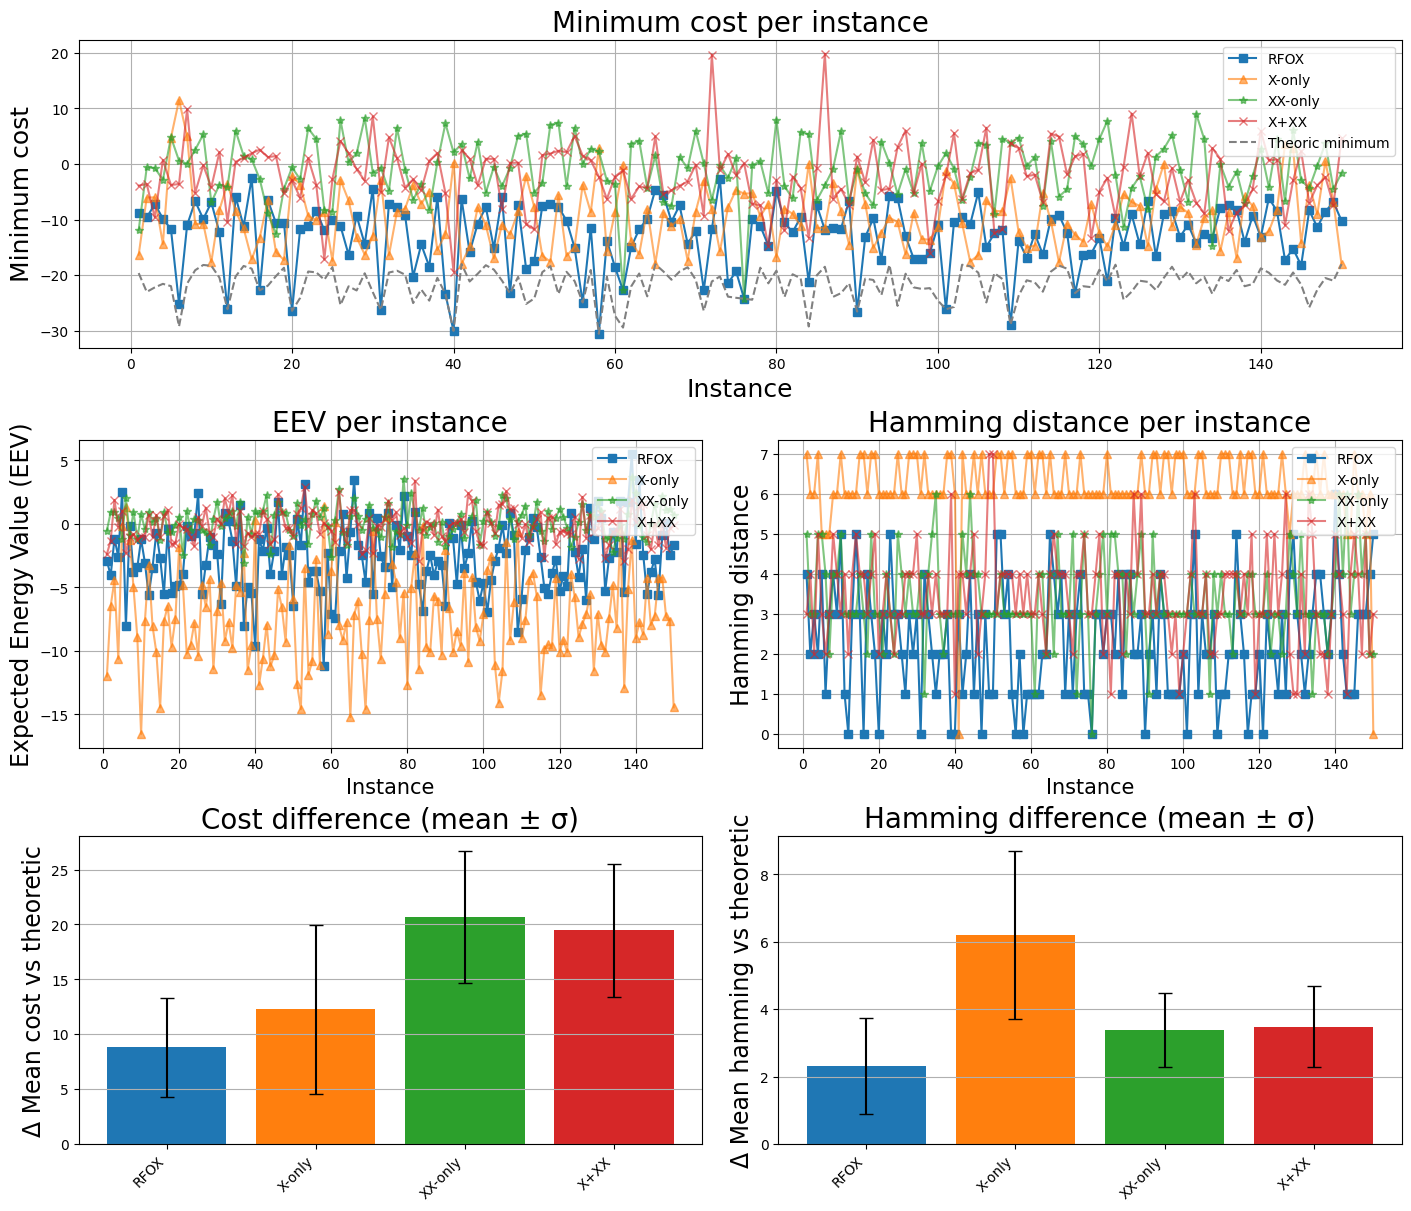 Minimum cost per instance
Minimum cost
20
10
0
−10
−20
−30
RFOX
X-only
XX-only
X+XX
Theoric minimum
0 20 40 60 80 100 120 140
Instance
EEV per instance
Expected Energy Value (EEV)
5
0
−5
−10
−15
RFOX
X-only
XX-only
X+XX
0 20 40 60 80 100 120 140
Instance
Hamming distance per instance
Hamming distance
7
6
5
4
3
2
1
0
RFOX
X-only
XX-only
X+XX
0 20 40 60 80 100 120 140
Instance
Cost difference (mean ± σ)
Δ Mean cost vs theoretic
25
20
15
10
5
0
RFOX X-only XX-only X+XX
Hamming difference (mean ± σ)
Δ Mean hamming vs theoretic
8
6
4
2
0
RFOX X-only XX-only X+XX